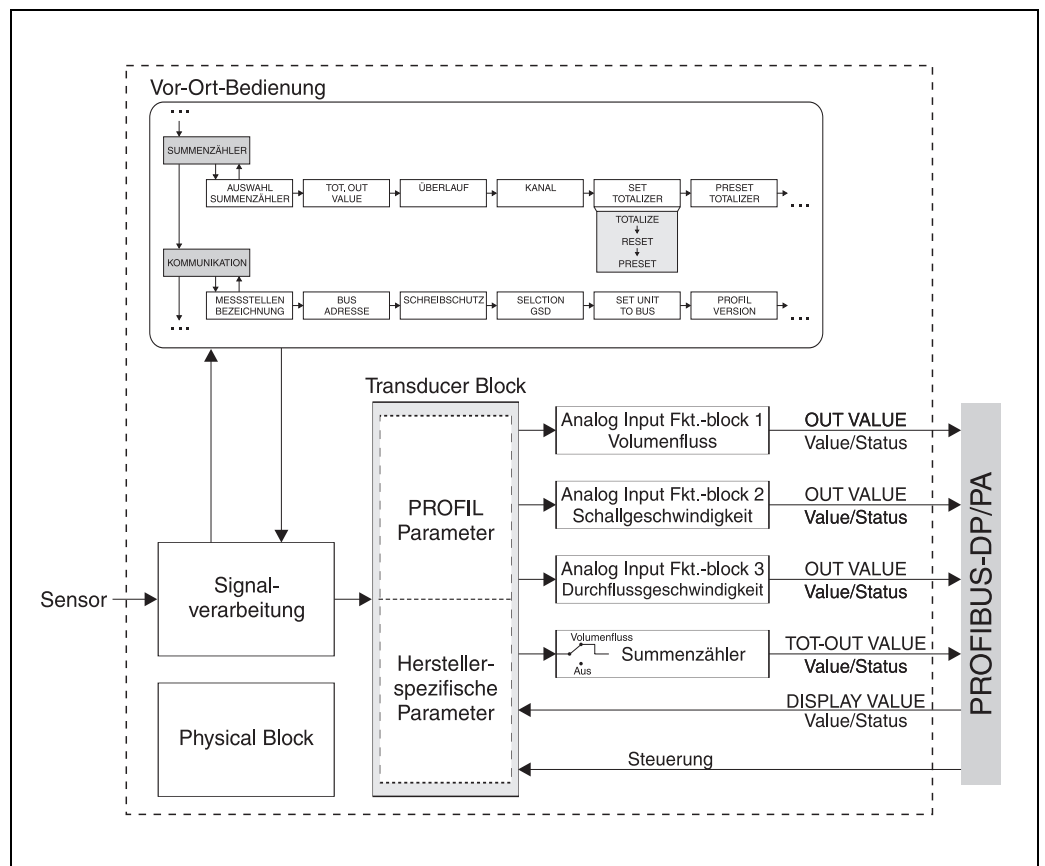 Vor-Ort-Bedienung
...
SUMMENZÄHLER
AUSWAHL
SUMMENZÄHLER
TOT, OUT
VALUE
ÜBERLAUF
KANAL
SET
TOTALIZER
PRESET
TOTALIZER
...
TOTALIZE
RESET
PRESET
KOMMUNIKATION
MESSSTELLEN
BEZEICHNUNG
BUS
ADRESSE
SCHREIBSCHUTZ
SELCTION
GSD
SET UNIT
TO BUS
PROFIL
VERSION
...
...
Transducer Block
PROFIL
Parameter
Hersteller-
spezifische
Parameter
Sensor
Signal-
verarbeitung
Physical Block
Analog Input Fkt.-block 1
Volumenfluss
OUT VALUE
Value/Status
Analog Input Fkt.-block 2
Schallgeschwindigkeit
OUT VALUE
Value/Status
Analog Input Fkt.-block 3
Durchflussgeschwindigkeit
OUT VALUE
Value/Status
Volumenfluss
Aus
Summenzähler
TOT-OUT VALUE
Value/Status
DISPLAY VALUE
Value/Status
Steuerung
PROFIBUS-DP/PA